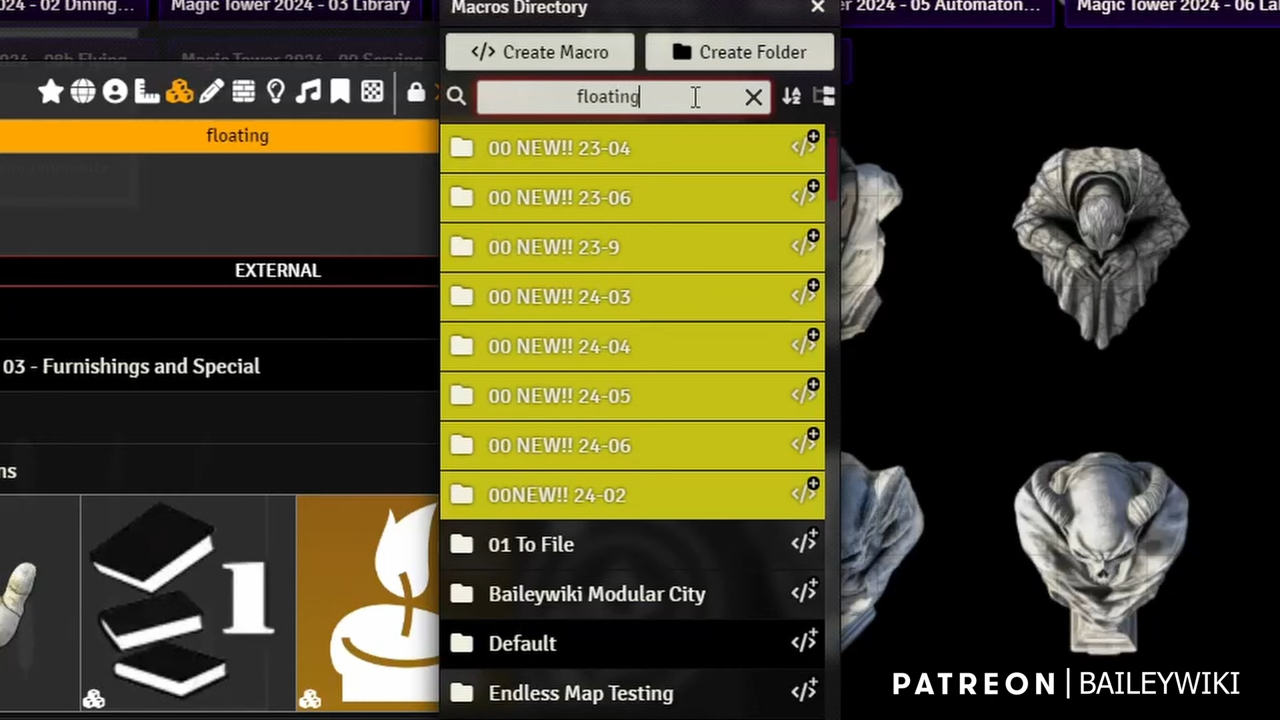 024 - 02 Dining...
Magic Tower 2024 - 03 Library
Macros Directory
er 2024 - 05 Automaton...
Magic Tower 2024 - 06 La
Create Macro
Create Folder
floating
floating
00 NEW!! 23-04
00 NEW!! 23-06
00 NEW!! 23-9
EXTERNAL
00 NEW!! 24-03
00 NEW!! 24-04
03 - Furnishings and Special
00 NEW!! 24-05
00 NEW!! 24-06
ns
00NEW!! 24-02
01 To File
1
Baileywiki Modular City
Default
Endless Map Testing
PATREON | BAILEYWIKI